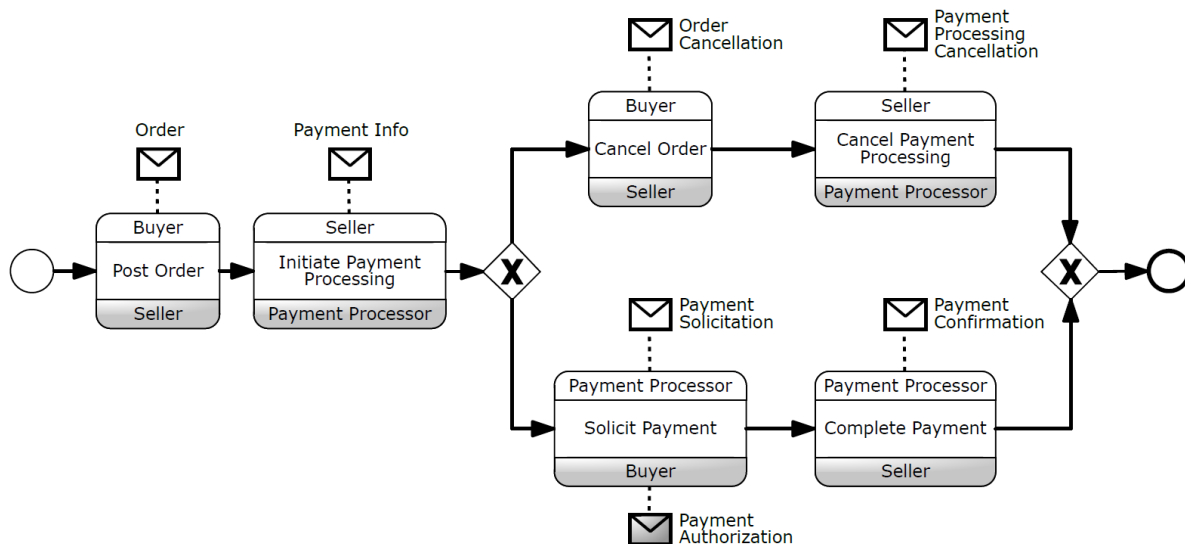 Order
Buyer
Post Order
Seller
Payment Info
Seller
Initiate Payment
Processing
Payment Processor
X
Order
Cancellation
Buyer
Cancel Order
Seller
Payment
Processing
Cancellation
Seller
Cancel Payment
Processing
Payment Processor
Payment
Solicitation
Payment Processor
Solicit Payment
Buyer
Payment
Authorization
Payment
Confirmation
Payment Processor
Complete Payment
Seller
X